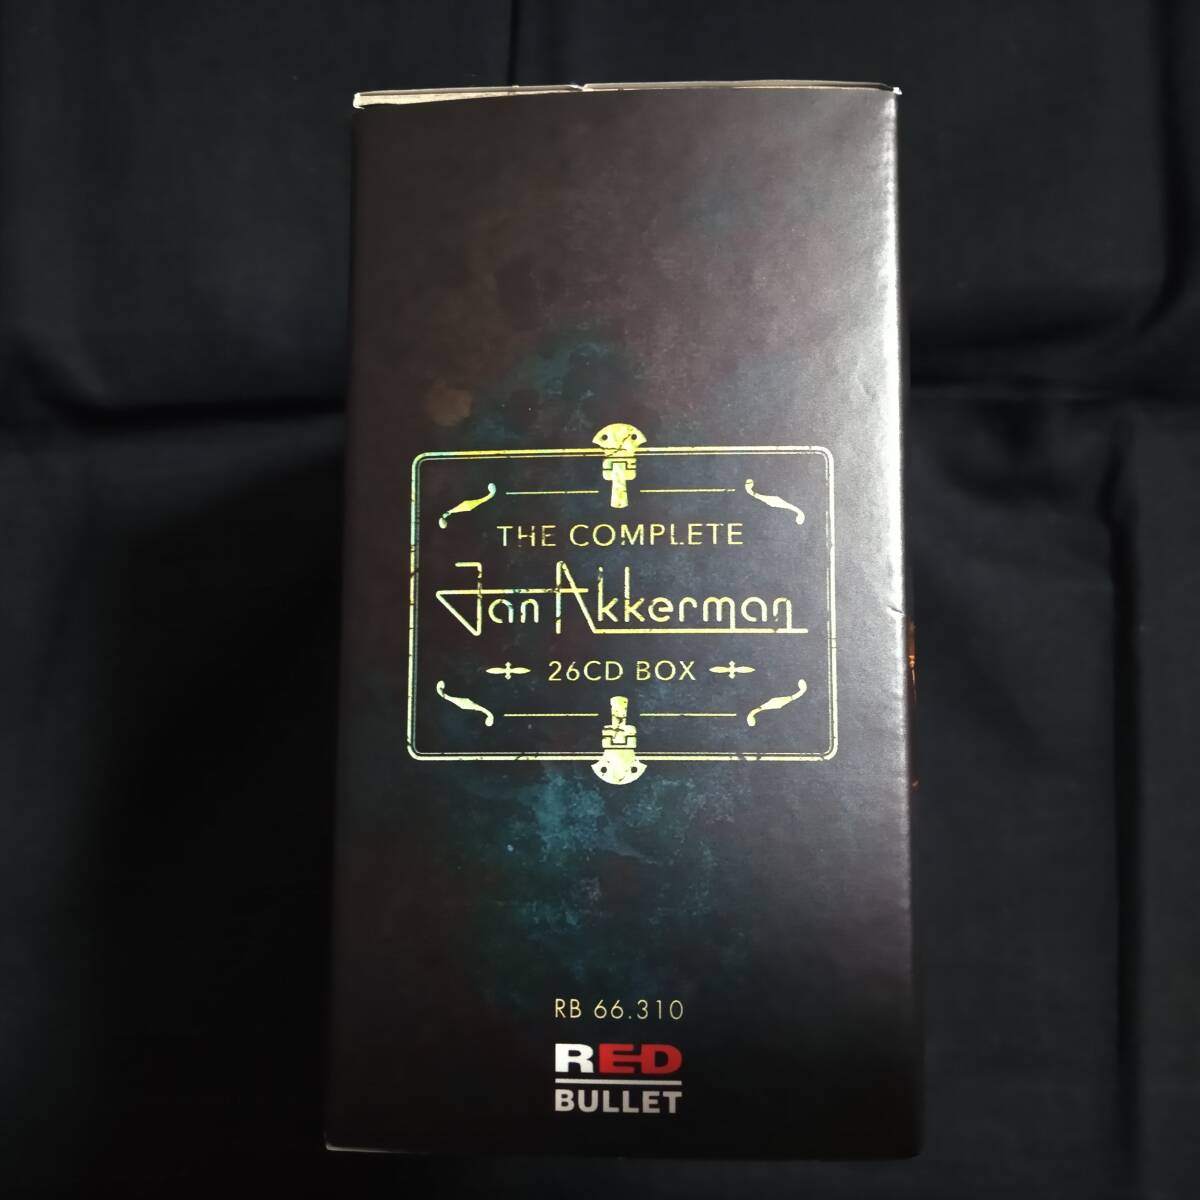 THE COMPLETE
Jan Akkerman
26CD BOX
RB 66.310
RED
BULLET